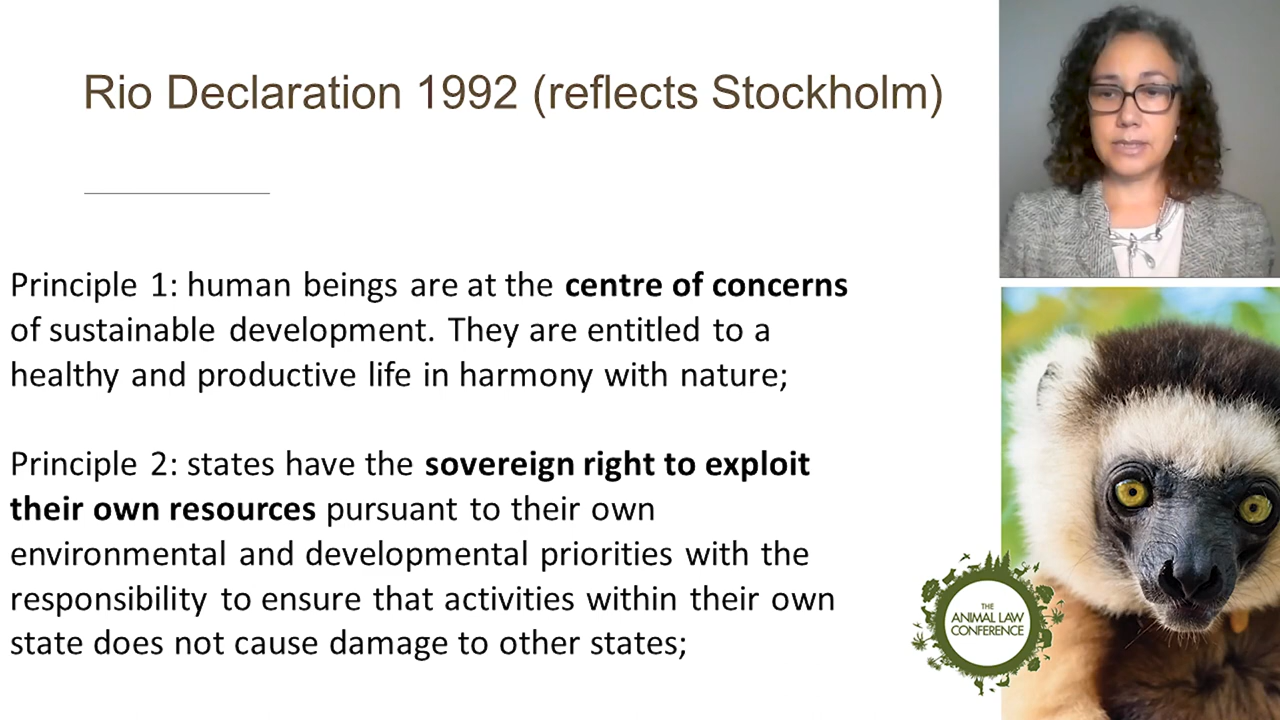 Rio Declaration 1992 (reflects Stockholm)
Principle 1: human beings are at the centre of concerns
of sustainable development. They are entitled to a
healthy and productive life in harmony with nature;
Principle 2: states have the sovereign right to exploit
their own resources pursuant to their own
environmental and developmental priorities with the
responsibility to ensure that activities within their own
state does not cause damage to other states;
THE
ANIMAL LAW
CONFERENCE